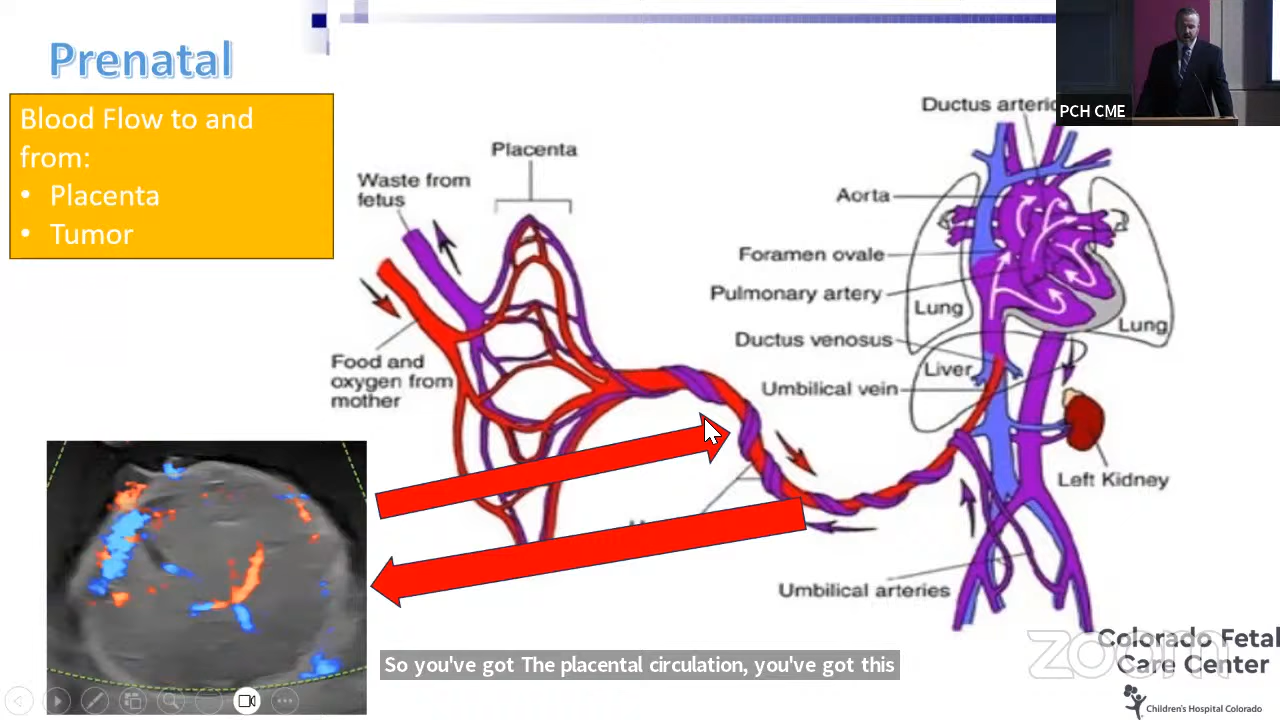 Prenatal
Blood Flow to and
from:
• Placenta
• Tumor
Placenta
Waste from
fetus
Food and
oxygen from
mother
Ductus
Aorta
Foramen ovale
Pulmonary artery
Lung
Lung
Ductus venosus
Liver
Umbilical vein
Left Kidney
Umbilical arteries
PCH CME
So you've got The placental circulation, you've got this
zoom
Colorado Fetal
Care Center
Children's Hospital Colorado